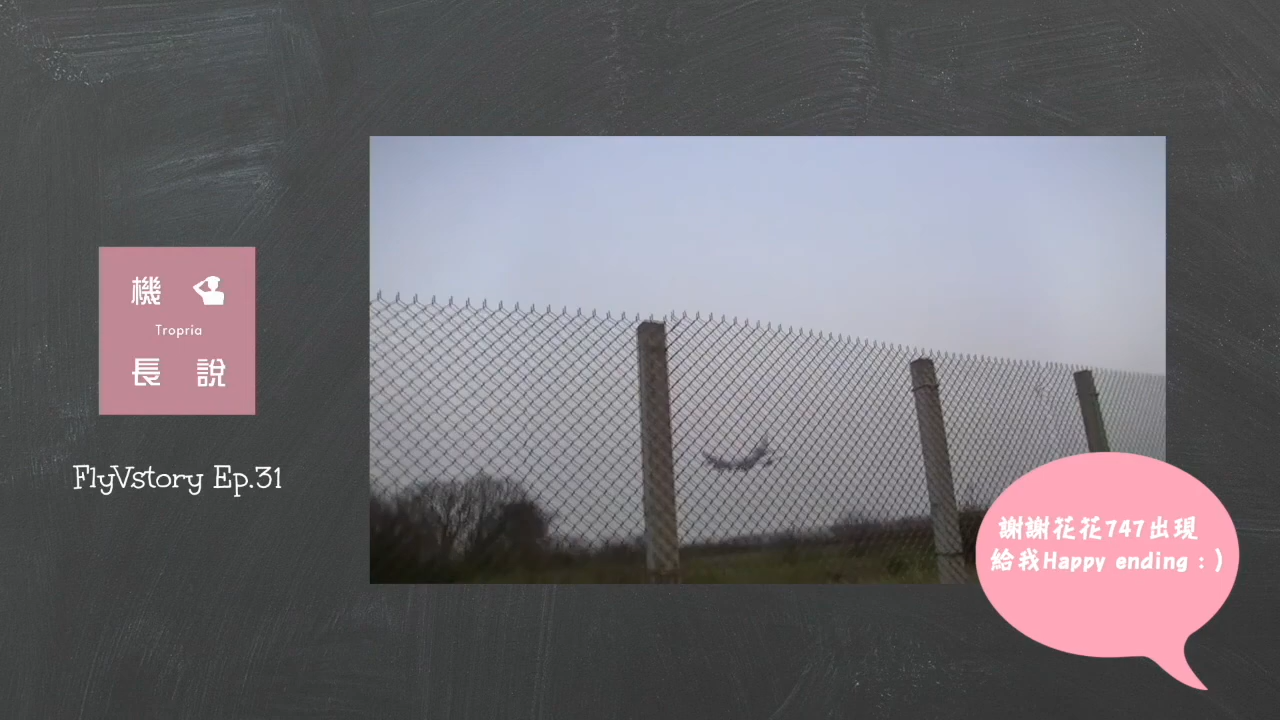 機
Tropria
長 說
FlyVstory Ep.31
謝謝花花747出現
給我Happy ending : )